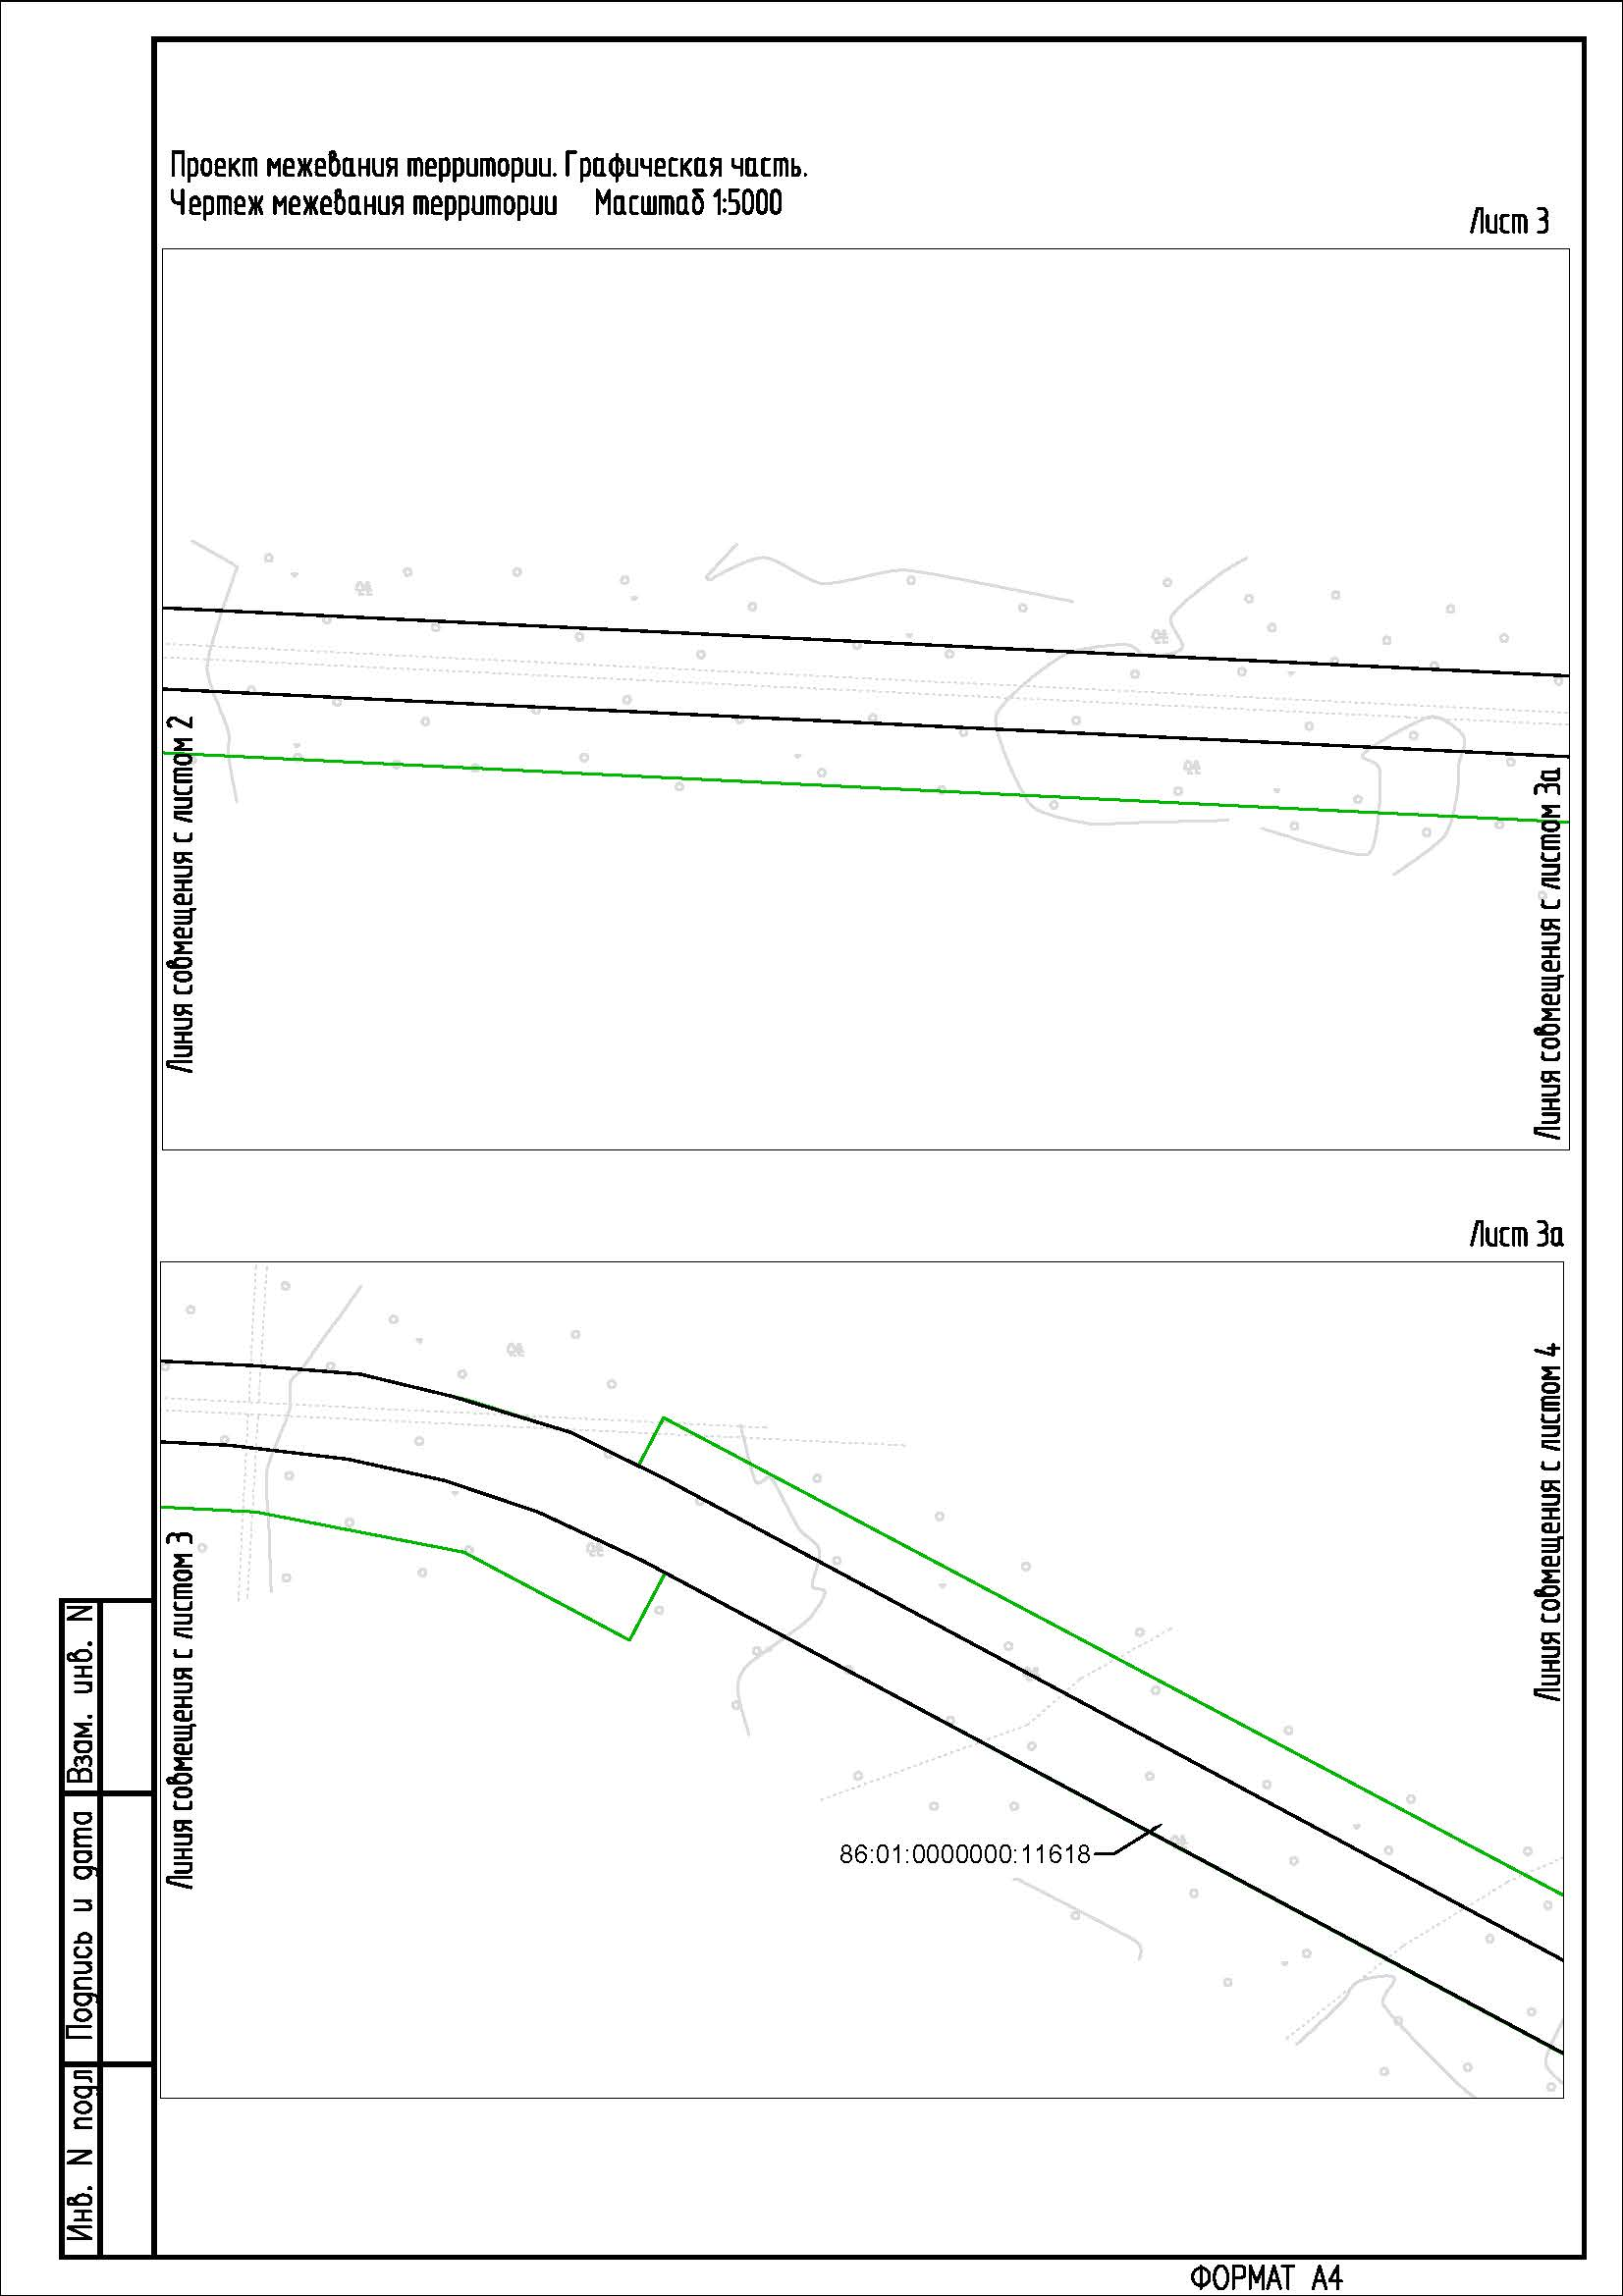 Проект межевания территории. Графическая часть.
Чертеж межевания территории Масштаб 1:5000
Лист 3
Линия совмещения с листом 2
Линия совмещения с листом 3а
Лист 3а
Линия совмещения с листом 3
Линия совмещения с листом 4
86:01:0000000:11618
Взам. инв. N
Подпись и дата
Инв. N подл
ФОРМАТ А4